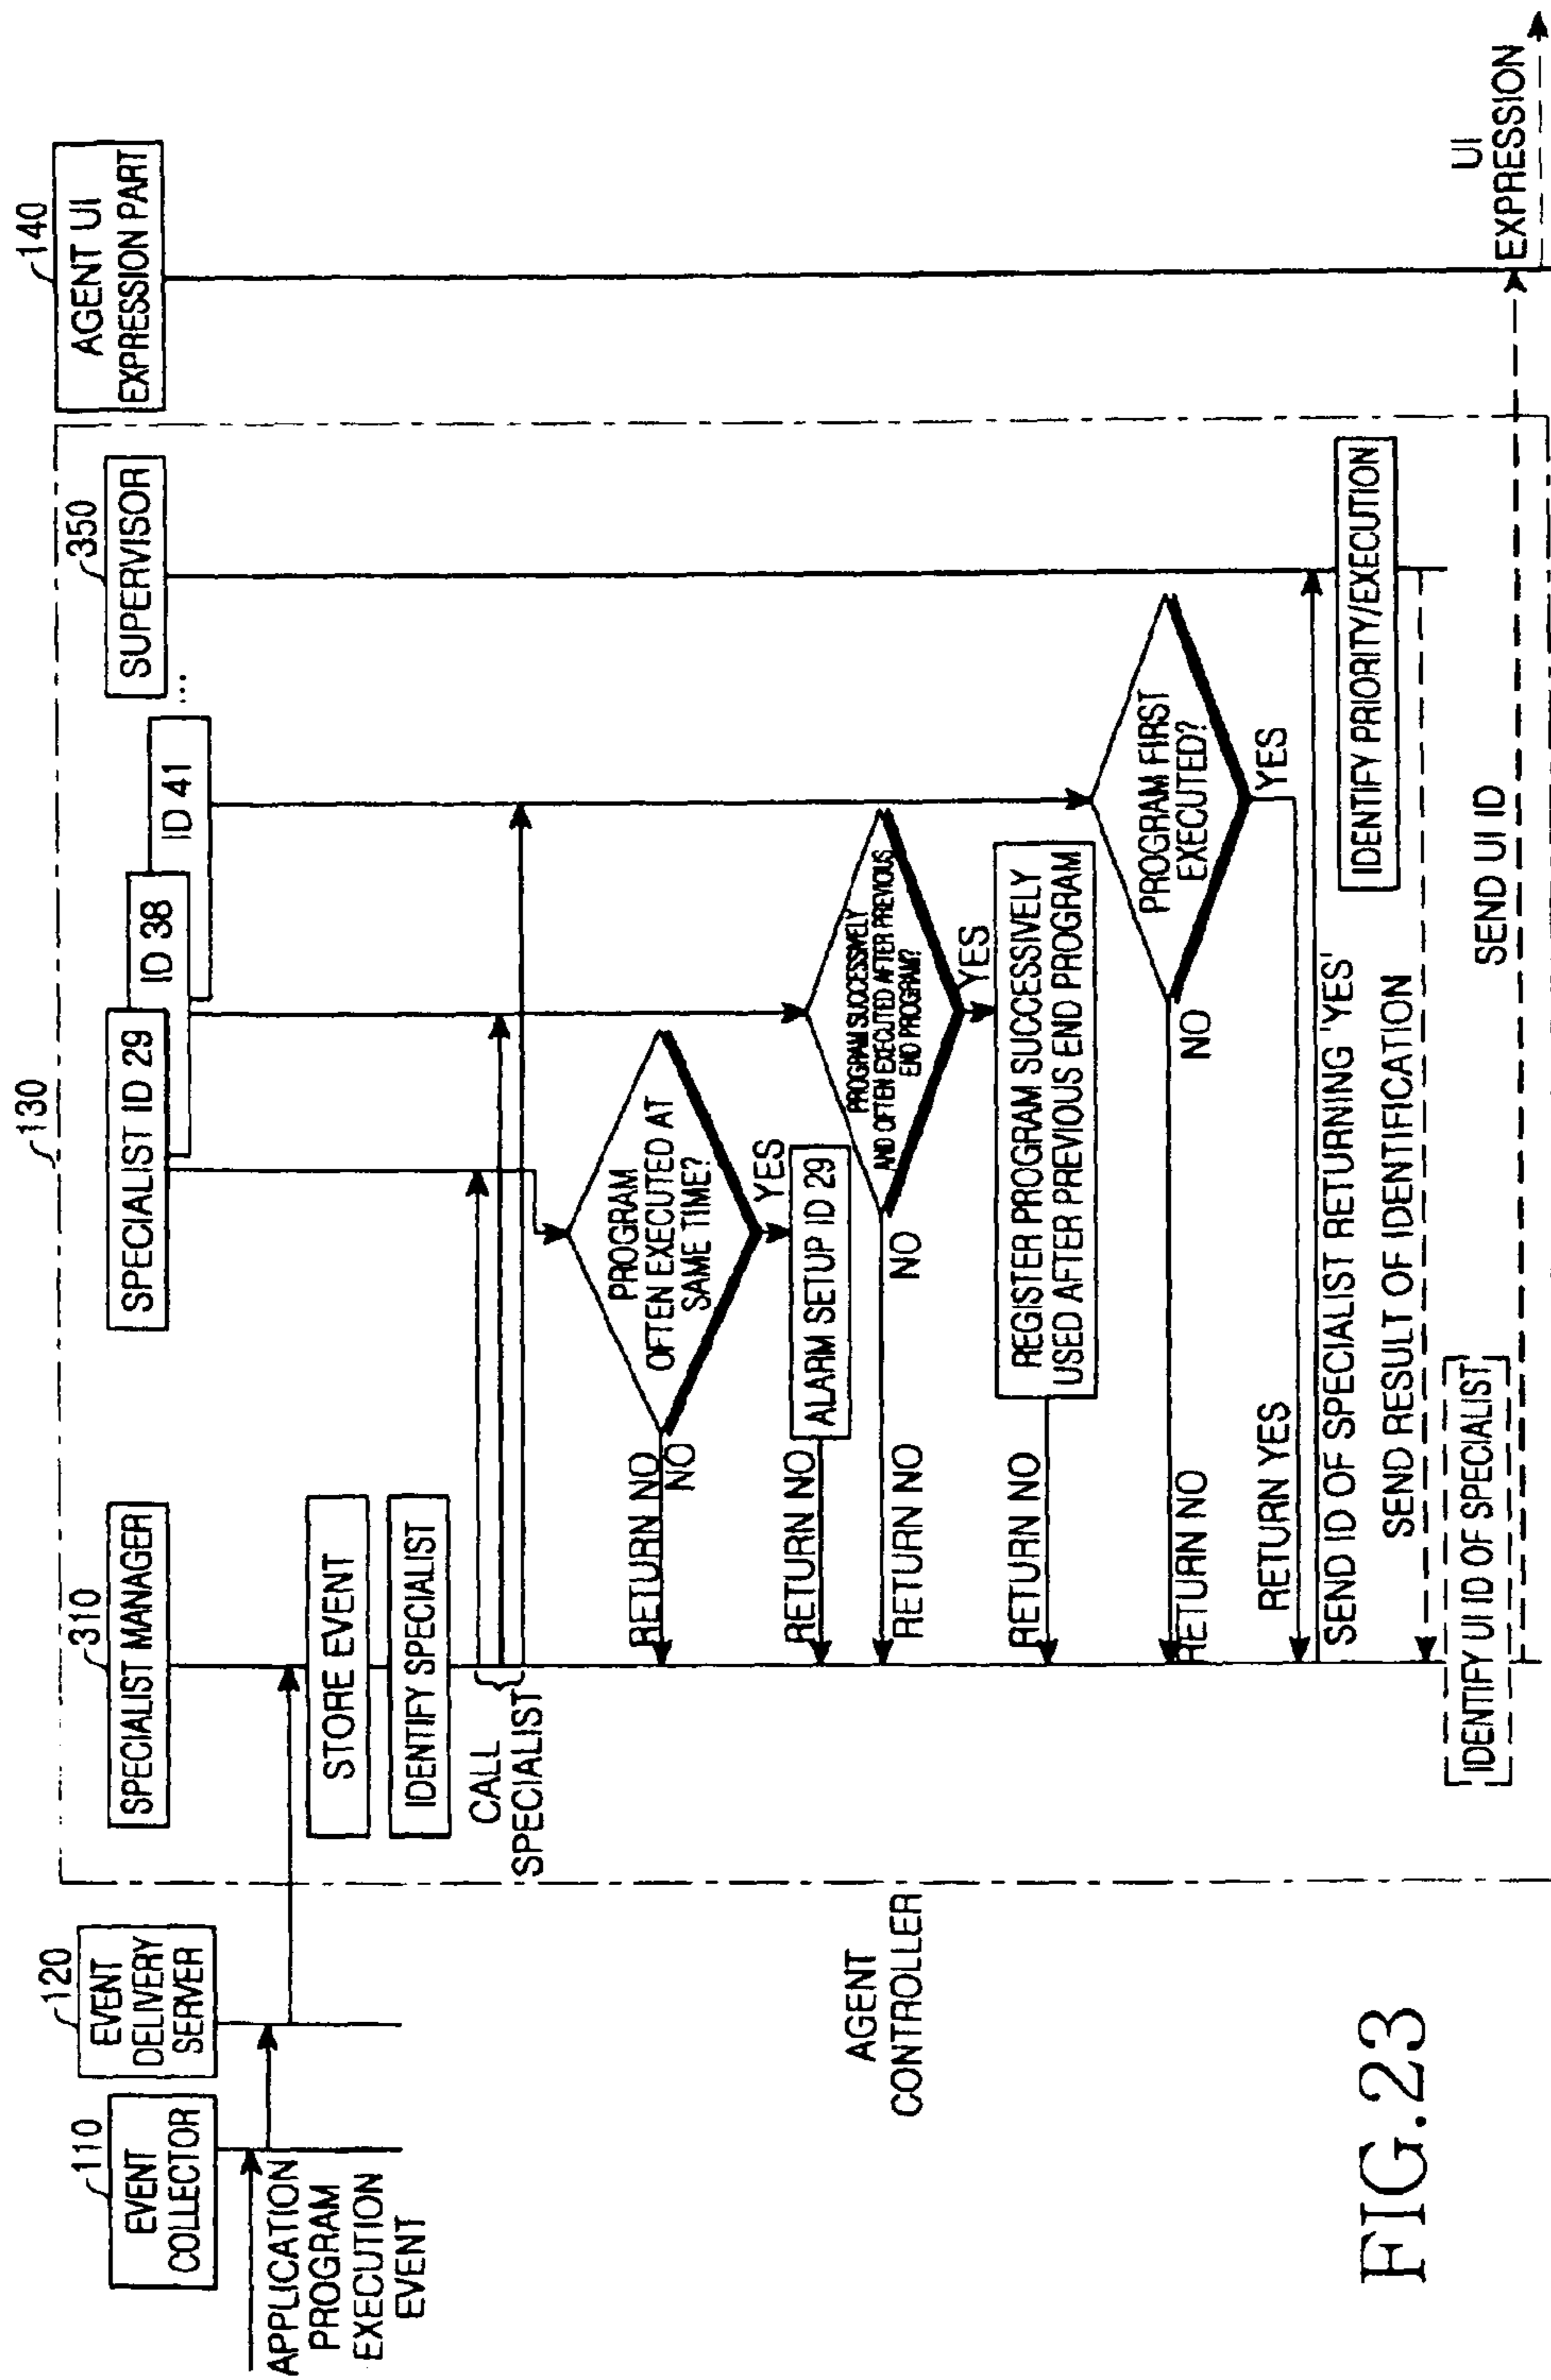 110
EVENT
COLLECTOR
APPLICATION
PROGRAM
EXECUTION
EVENT
120
EVENT
DELIVERY
SERVER
130
AGENT
CONTROLLER
310
SPECIALIST MANAGER
STORE EVENT
IDENTIFY SPECIALIST
CALL
SPECIALIST
SPECIALIST ID 29
ID 38
ID 41
...
350
SUPERVISOR
140
AGENT UI
EXPRESSION PART
PROGRAM
OFTEN EXECUTED AT
SAME TIME?
NO
RETURN NO
YES
ALARM SETUP ID 29
RETURN NO
PROGRAM SUCCESSIVELY
AND OFTEN EXECUTED AFTER PREVIOUS
END PROGRAM?
NO
RETURN NO
YES
REGISTER PROGRAM SUCCESSIVELY
USED AFTER PREVIOUS END PROGRAM
RETURN NO
PROGRAM FIRST
EXECUTED?
NO
RETURN NO
YES
RETURN YES
SEND ID OF SPECIALIST RETURNING 'YES'
IDENTIFY PRIORITY/EXECUTION
SEND RESULT OF IDENTIFICATION
IDENTIFY UI ID OF SPECIALIST
SEND UI ID
UI
EXPRESSION
FIG.23